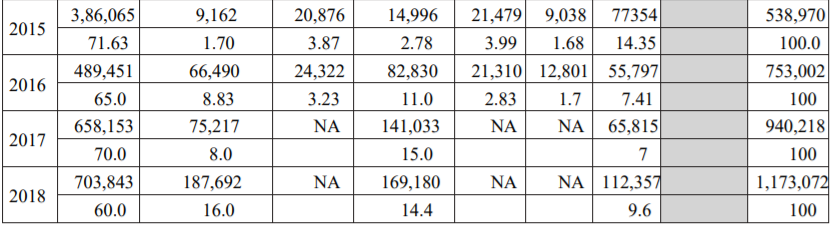 2015 3,86,065 9,162 20,876 14,996 21,479 9,038 77354 538,970
71.63 1.70 3.87 2.78 3.99 1.68 14.35 100.0
2016 489,451 66,490 24,322 82,830 21,310 12,801 55,797 753,002
65.0 8.83 3.23 11.0 2.83 1.7 7.41 100
2017 658,153 75,217 NA 141,033 NA NA 65,815 940,218
70.0 8.0 15.0 7 100
2018 703,843 187,692 NA 169,180 NA NA 112,357 1,173,072
60.0 16.0 14.4 9.6 100